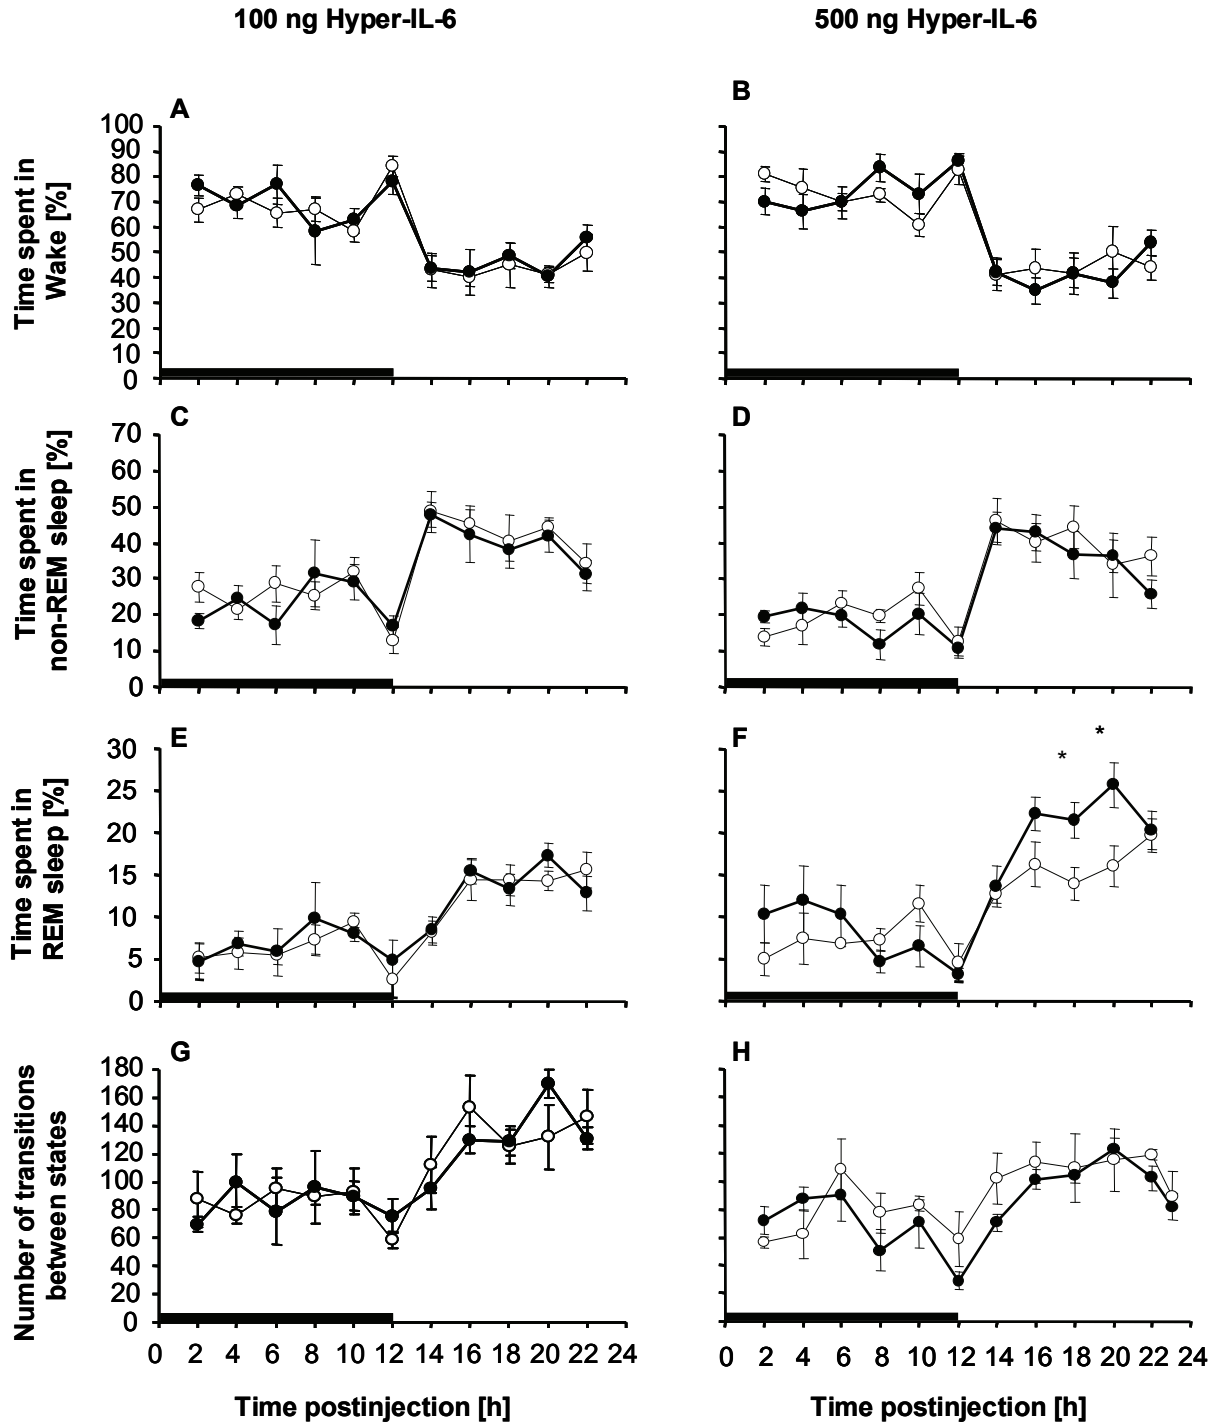 100 ng Hyper-IL-6
500 ng Hyper-IL-6
A
B
Time spent in
Wake [%]
100
90
80
70
60
50
40
30
20
10
0
C
D
Time spent in
non-REM sleep [%]
70
60
50
40
30
20
10
0
E
F
*
*
Time spent in
REM sleep [%]
30
25
20
15
10
5
0
G
H
Number of transitions
between states
180
160
140
120
100
80
60
40
20
0
0 2 4 6 8 10 12 14 16 18 20 22 24
0 2 4 6 8 10 12 14 16 18 20 22 24
Time postinjection [h]
Time postinjection [h]